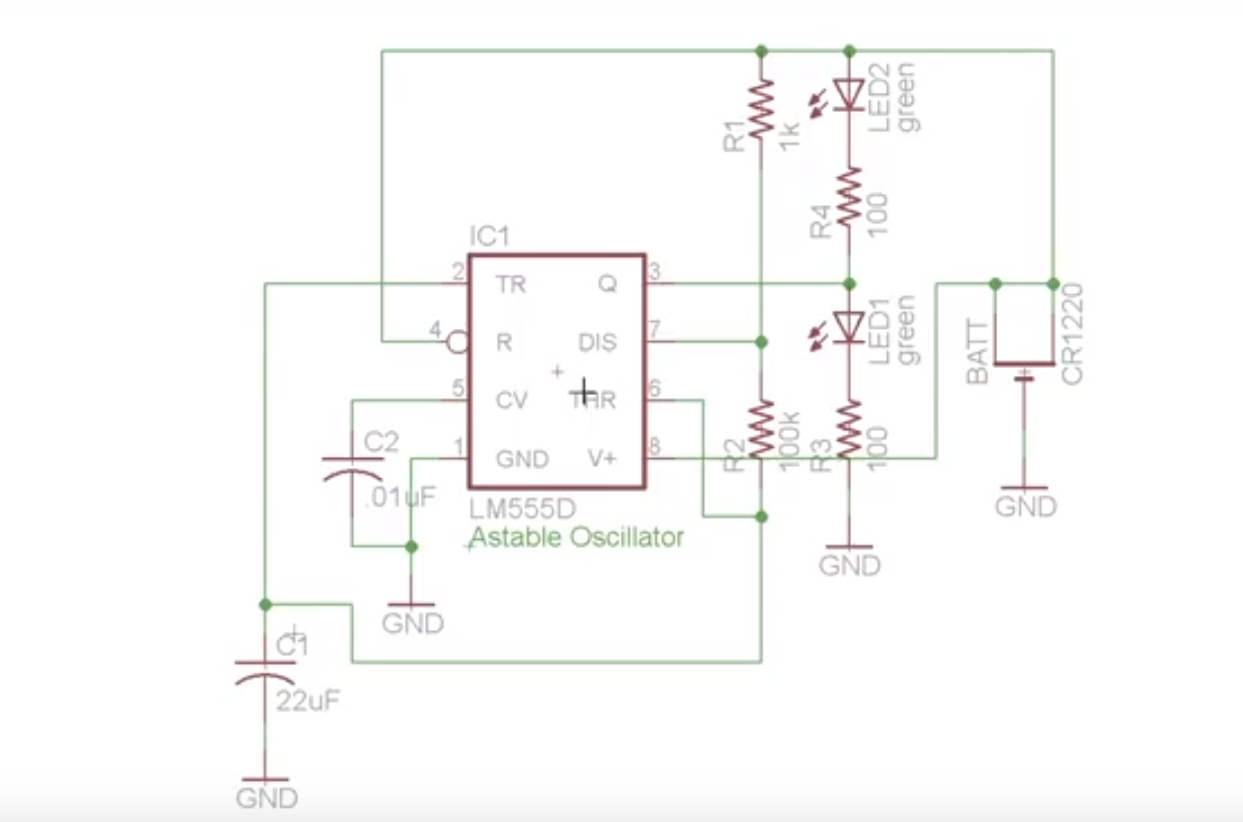 LED2
green
R1
1k
R4
100
IC1
2
TR
Q
3
4
R
DIS
7
LED1
green
BATT
CR1220
5
CV
THR
6
C2
.01uF
1
GND
V+
8
R2
100k
R3
100
GND
LM555D
Astable Oscillator
GND
GND
C1
22uF
GND